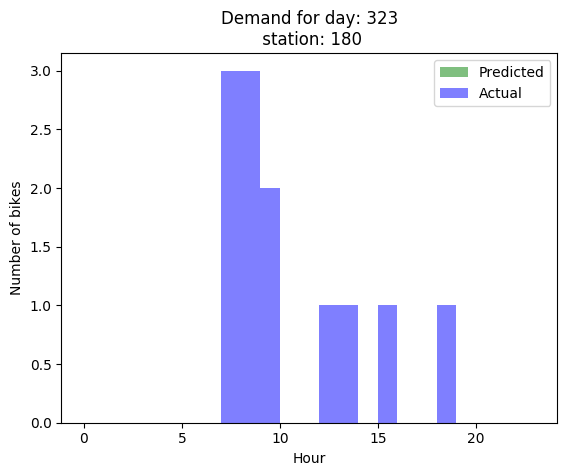 Demand for day: 323
station: 180
Predicted
Actual
3.0
2.5
2.0
1.5
1.0
0.5
0.0
Number of bikes
0
5
10
15
20
Hour